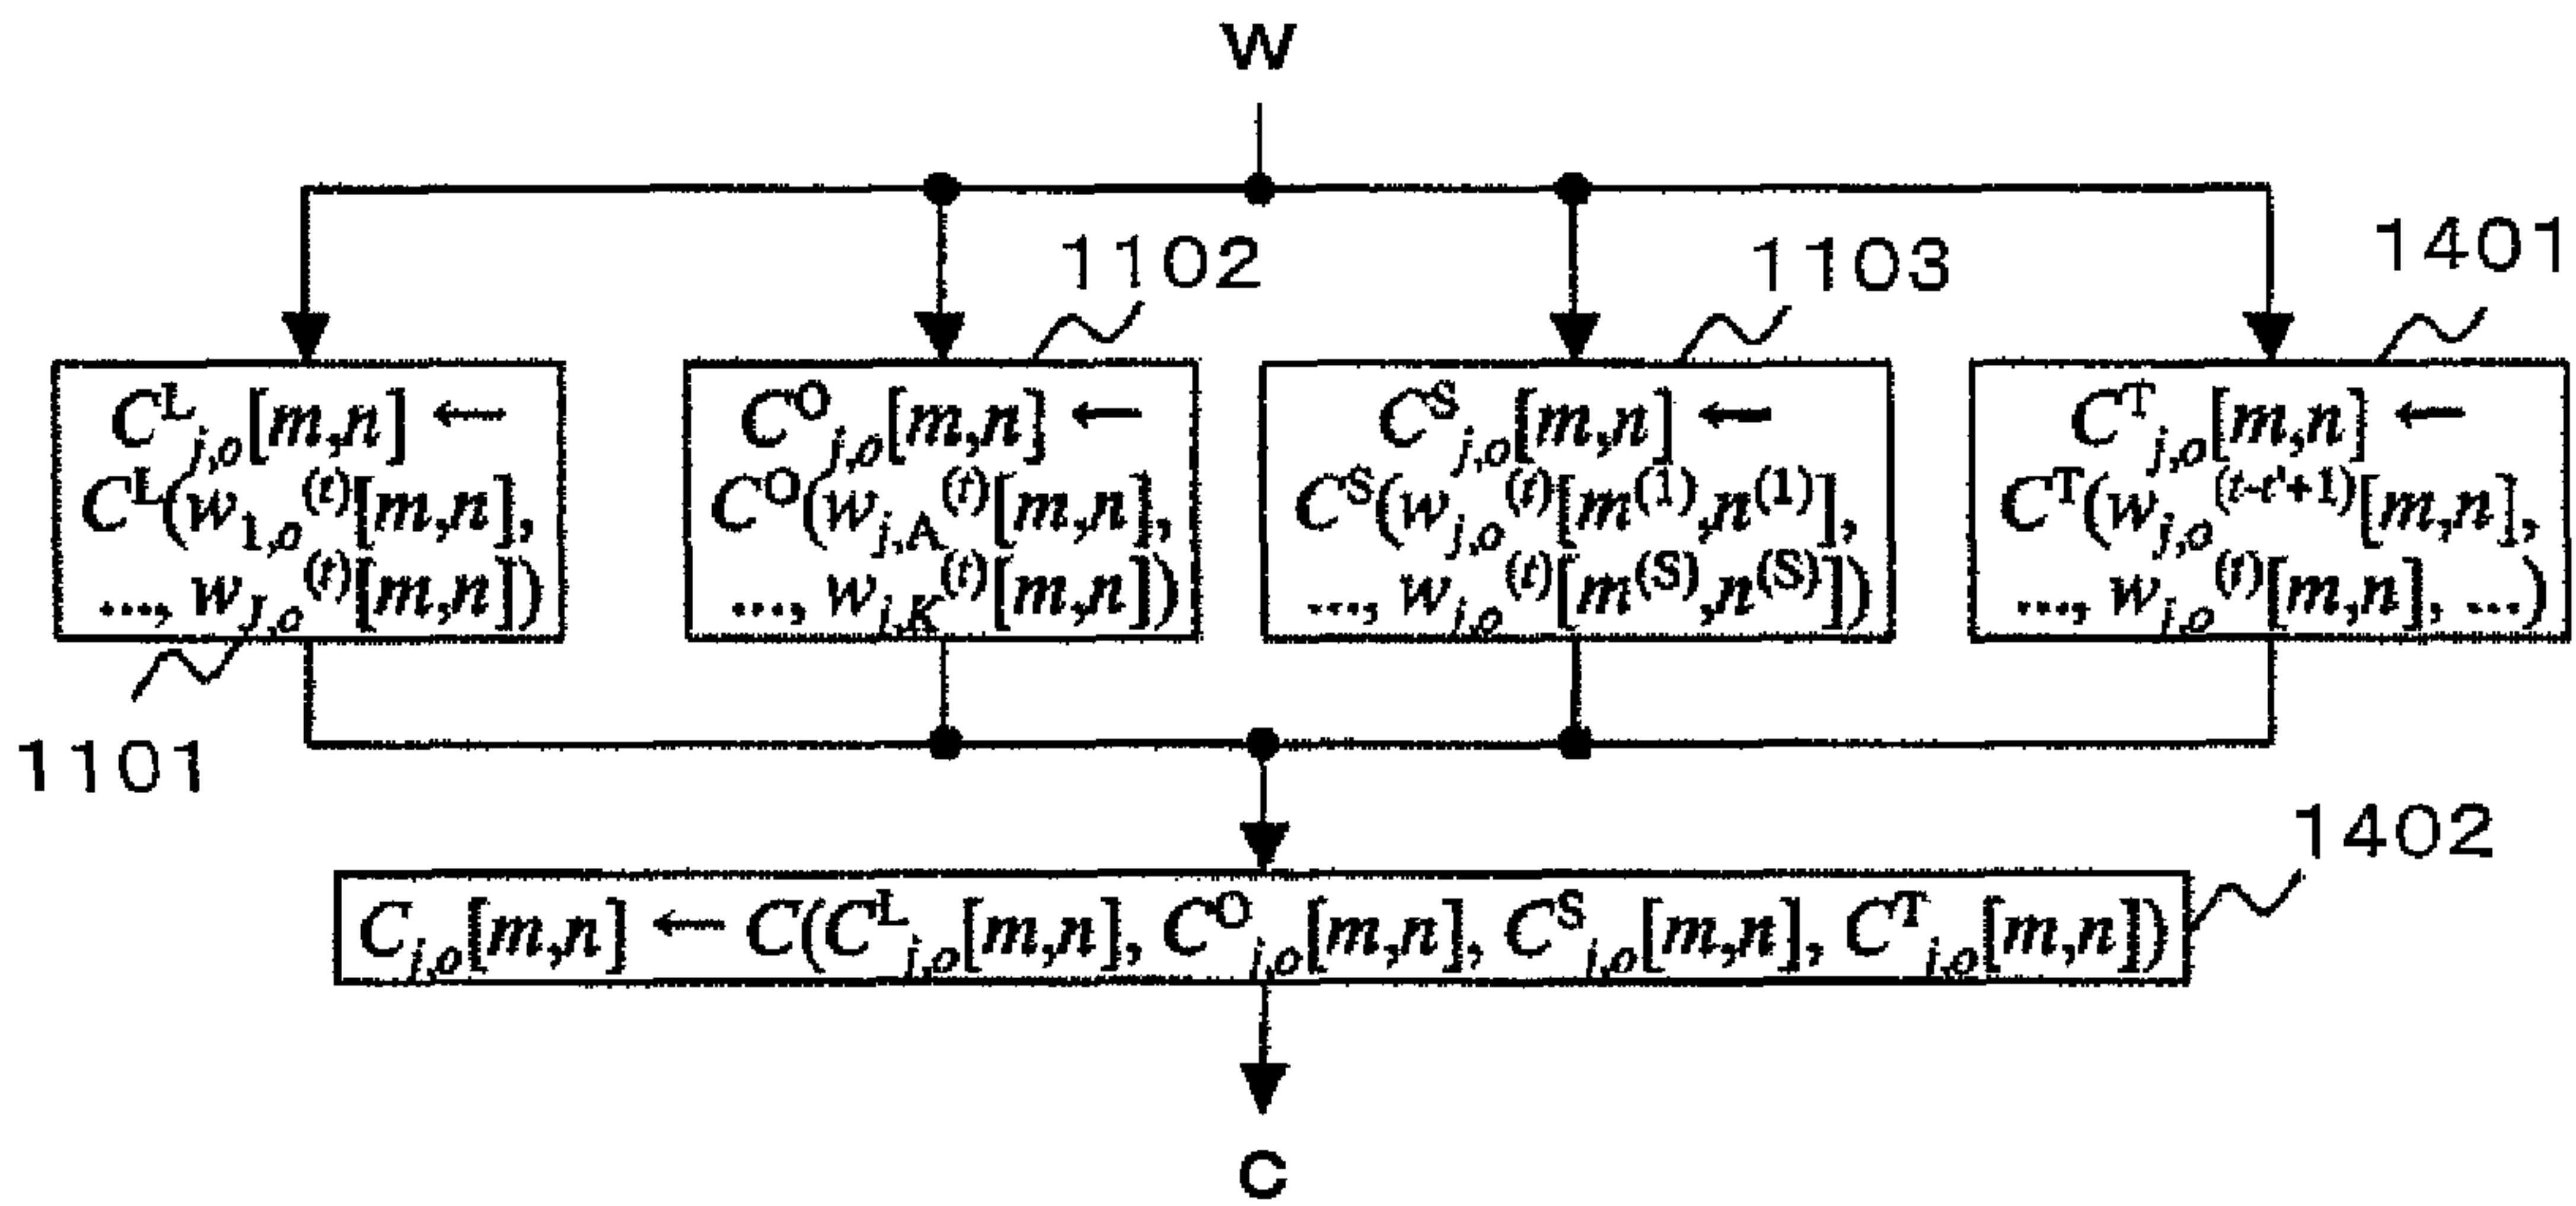 w
1102
1103
1401
C^L_{j,o}[m,n] ←
C^L(w_{1,o}^{(t)}[m,n],
..., w_{J,o}^{(t)}[m,n])
C^O_{j,o}[m,n] ←
C^O(w_{j,A}^{(t)}[m,n],
..., w_{j,K}^{(t)}[m,n])
C^S_{j,o}[m,n] ←
C^S(w_{j,o}^{(t)}[m^{(1)},n^{(1)}],
..., w_{j,o}^{(t)}[m^{(S)},n^{(S)}])
C^T_{j,o}[m,n] ←
C^T(w_{j,o}^{(t-t'+1)}[m,n],
..., w_{j,o}^{(t)}[m,n], ...)
1101
1402
C_{j,o}[m,n] ← C(C^L_{j,o}[m,n], C^O_{j,o}[m,n], C^S_{j,o}[m,n], C^T_{j,o}[m,n])
C